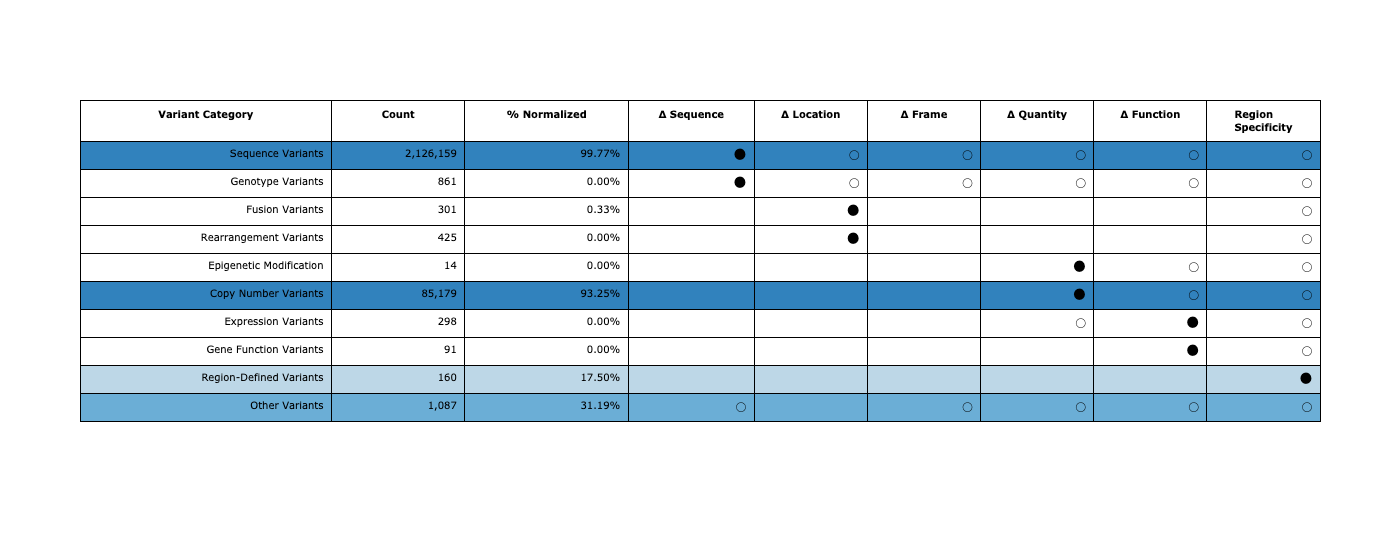 Variant Category Count % Normalized Δ Sequence Δ Location Δ Frame Δ Quantity Δ Function Region
Specificity
Sequence Variants 2,126,159 99.77% ● ○ ○ ○ ○ ○
Genotype Variants 861 0.00% ● ○ ○ ○ ○ ○
Fusion Variants 301 0.33% ● ○
Rearrangement Variants 425 0.00% ● ○
Epigenetic Modification 14 0.00% ● ○ ○
Copy Number Variants 85,179 93.25% ● ○ ○
Expression Variants 298 0.00% ○ ● ○
Gene Function Variants 91 0.00% ● ○
Region-Defined Variants 160 17.50% ●
Other Variants 1,087 31.19% ○ ○ ○ ○ ○